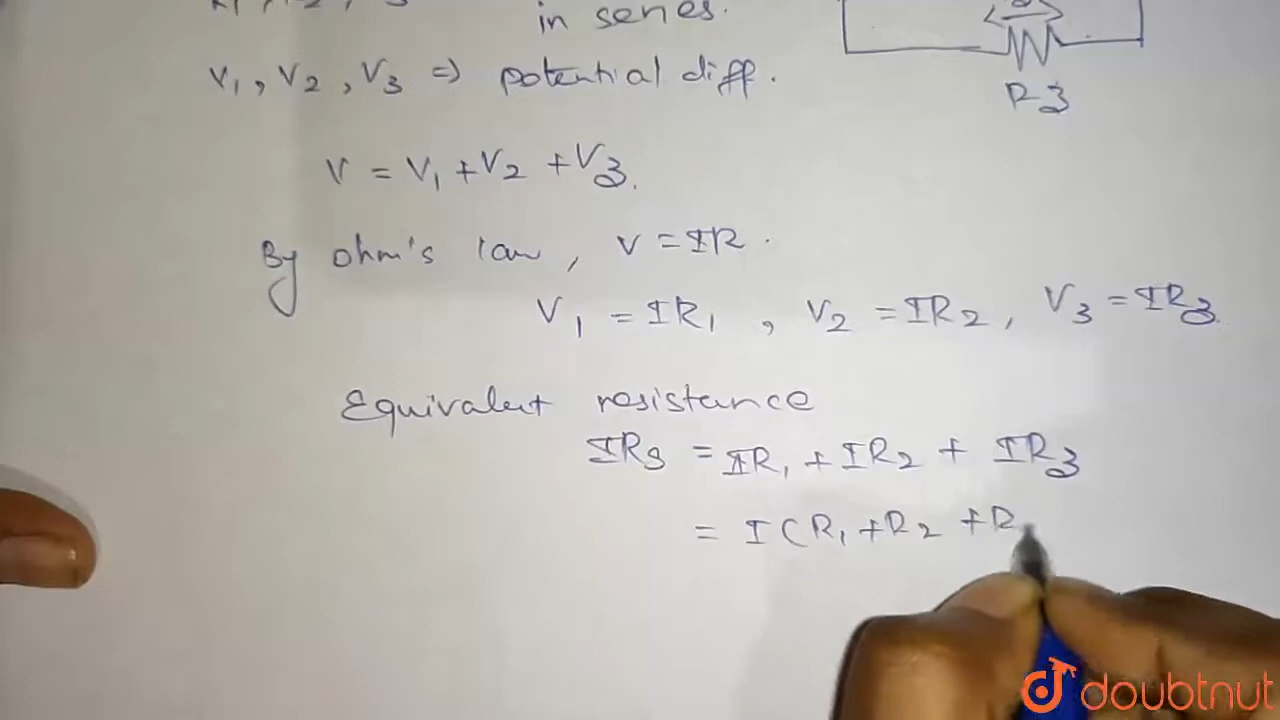 in series.
R3
V1, V2, V3 => potential diff.
V = V1 + V2 + V3.
By ohm's law, V = IR.
V1 = IR1, V2 = IR2, V3 = IR3.
Equivalent resistance
IRs = IR1 + IR2 + IR3
= I(R1 + R2 + R
doubtnut